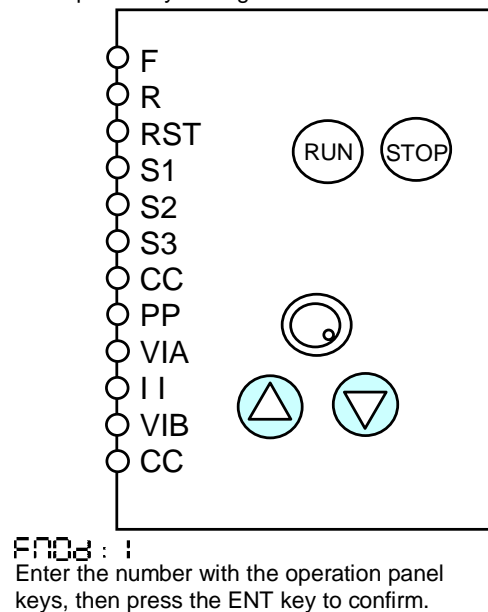 F
R
RST
S1
S2
S3
CC
PP
VIA
I I
VIB
CC
RUN STOP
FMOd : 1
Enter the number with the operation panel
keys, then press the ENT key to confirm.